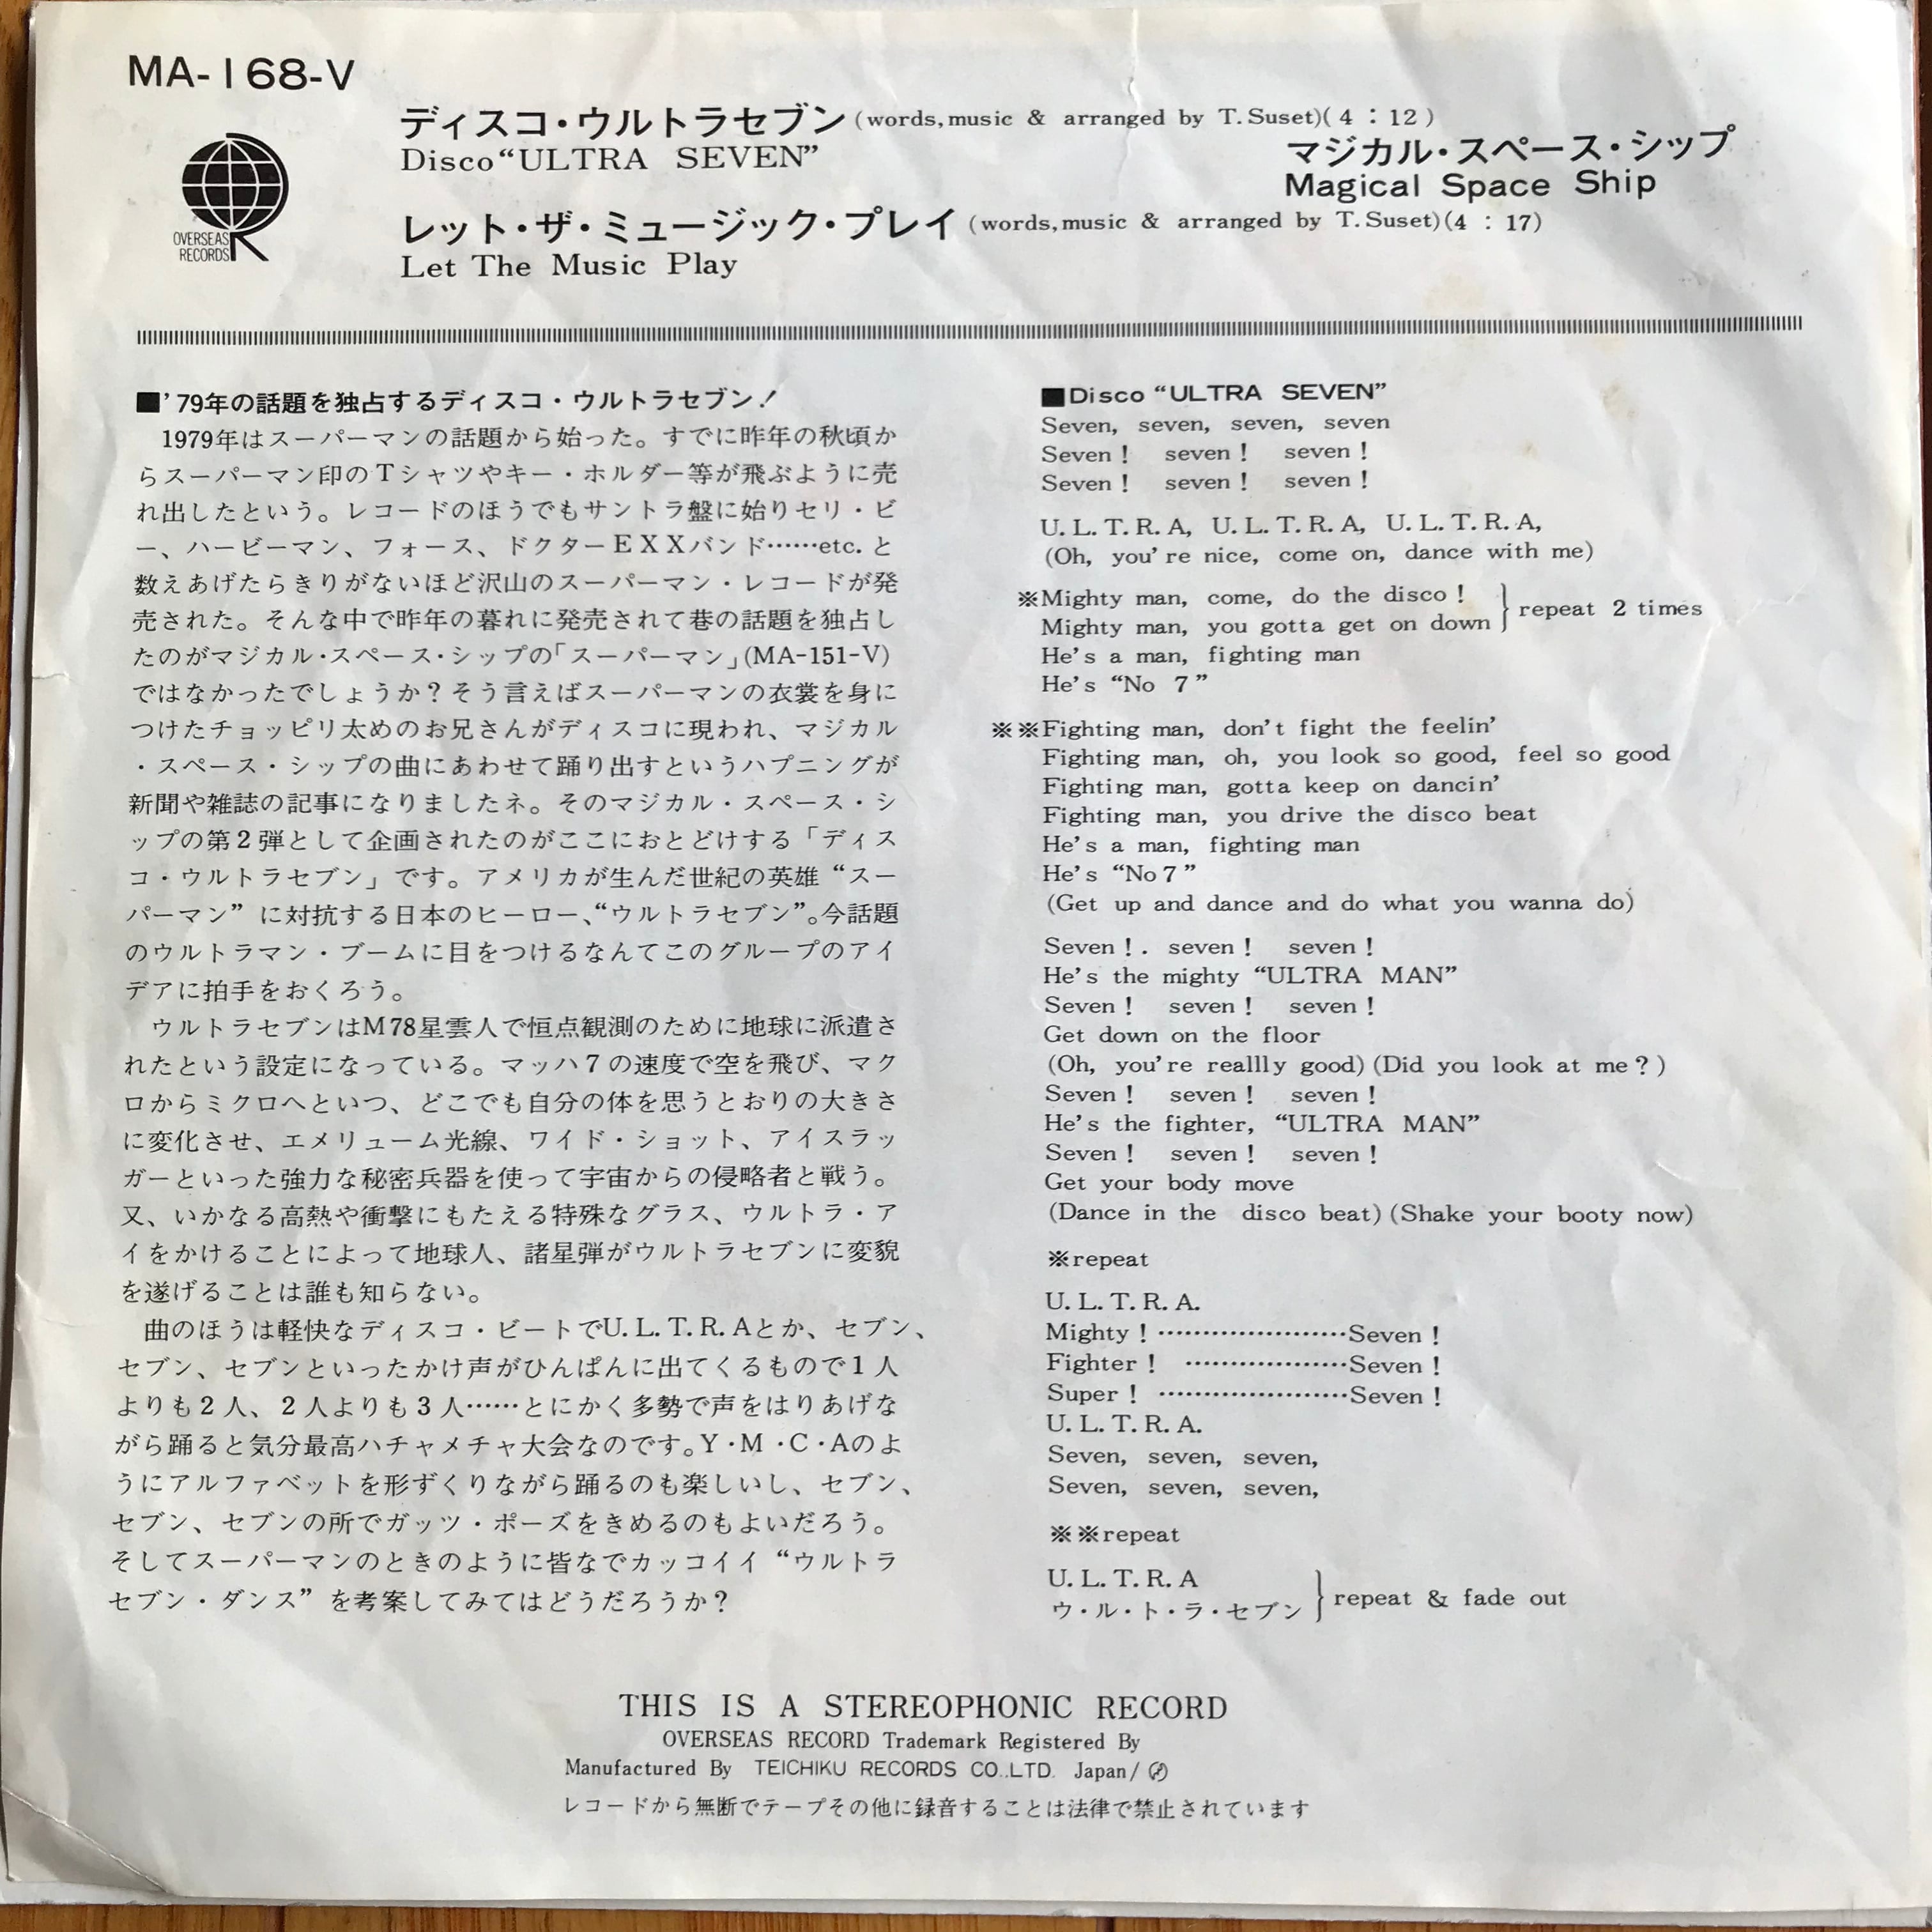 MA-168-V
ディスコ・ウルトラセブン(words,music & arranged by T. Suset)(4：12)
Disco“ULTRA SEVEN”
マジカル・スペース・シップ
Magical Space Ship
レット・ザ・ミュージック・プレイ(words,music & arranged by T. Suset)(4：17)
Let The Music Play
OVERSEAS
RECORDS
■'79年の話題を独占するディスコ・ウルトラセブン！
1979年はスーパーマンの話題から始った。すでに昨年の秋頃か
らスーパーマン印のTシャツやキー・ホルダー等が飛ぶように売
れ出したという。レコードのほうでもサントラ盤に始りセリ・ビ
ー、ハービーマン、フォース、ドクターEXXバンド……etc. と
数えあげたらきりがないほど沢山のスーパーマン・レコードが発
売された。そんな中で昨年の暮れに発売されて巷の話題を独占し
たのがマジカル・スペース・シップの「スーパーマン」(MA-151-V)
ではなかったでしょうか？そう言えばスーパーマンの衣裳を身に
つけたチョッピリ太めのお兄さんがディスコに現われ、マジカル
・スペース・シップの曲にあわせて踊り出すというハプニングが
新聞や雑誌の記事になりましたネ。そのマジカル・スペース・シ
ップの第2弾として企画されたのがここにおとどけする「ディス
コ・ウルトラセブン」です。アメリカが生んだ世紀の英雄“スー
パーマン”に対抗する日本のヒーロー、“ウルトラセブン”。今話題
のウルトラマン・ブームに目をつけるなんてこのグループのアイ
デアに拍手をおくろう。
ウルトラセブンはM78星雲人で恒点観測のために地球に派遣さ
れたという設定になっている。マッハ7の速度で空を飛び、マク
ロからミクロへといつ、どこでも自分の体を思うとおりの大きさ
に変化させ、エメリューム光線、ワイド・ショット、アイスラッ
ガーといった強力な秘密兵器を使って宇宙からの侵略者と戦う。
又、いかなる高熱や衝撃にもたえる特殊なグラス、ウルトラ・ア
イをかけることによって地球人、諸星弾がウルトラセブンに変貌
を遂げることは誰も知らない。
曲のほうは軽快なディスコ・ビートでU. L. T. R. Aとか、セブン、
セブン、セブンといったかけ声がひんぱんに出てくるもので1人
よりも2人、2人よりも3人……とにかく多勢で声をはりあげな
がら踊ると気分最高ハチャメチャ大会なのです。Y・M・C・Aのよ
うにアルファベットを形ずくりながら踊るのも楽しいし、セブン、
セブン、セブンの所でガッツ・ポーズをきめるのもよいだろう。
そしてスーパーマンのときのように皆なでカッコイイ“ウルトラ
セブン・ダンス”を考案してみてはどうだろうか？
■Disco “ULTRA SEVEN”
Seven, seven, seven, seven
Seven！ seven！ seven！
Seven！ seven！ seven！
U. L. T. R. A, U. L. T. R. A, U. L. T. R. A,
(Oh, you're nice, come on, dance with me)
※Mighty man, come, do the disco！
Mighty man, you gotta get on down } repeat 2 times
He's a man, fighting man
He's “No 7”
※※Fighting man, don't fight the feelin'
Fighting man, oh, you look so good, feel so good
Fighting man, gotta keep on dancin'
Fighting man, you drive the disco beat
He's a man, fighting man
He's “No 7”
(Get up and dance and do what you wanna do)
Seven！. seven！ seven！
He's the mighty “ULTRA MAN”
Seven！ seven！ seven！
Get down on the floor
(Oh, you're reallly good) (Did you look at me？)
Seven！ seven！ seven！
He's the fighter, “ULTRA MAN”
Seven！ seven！ seven！
Get your body move
(Dance in the disco beat) (Shake your booty now)
※repeat
U. L. T. R. A.
Mighty！…………………Seven！
Fighter！ ………………Seven！
Super！ …………………Seven！
U. L. T. R. A.
Seven, seven, seven,
Seven, seven, seven,
※※repeat
U. L. T. R. A
ウ・ル・ト・ラ・セブン } repeat & fade out
THIS IS A STEREOPHONIC RECORD
OVERSEAS RECORD Trademark Registered By
Manufactured By TEICHIKU RECORDS CO.,LTD. Japan/
レコードから無断でテープその他に録音することは法律で禁止されています